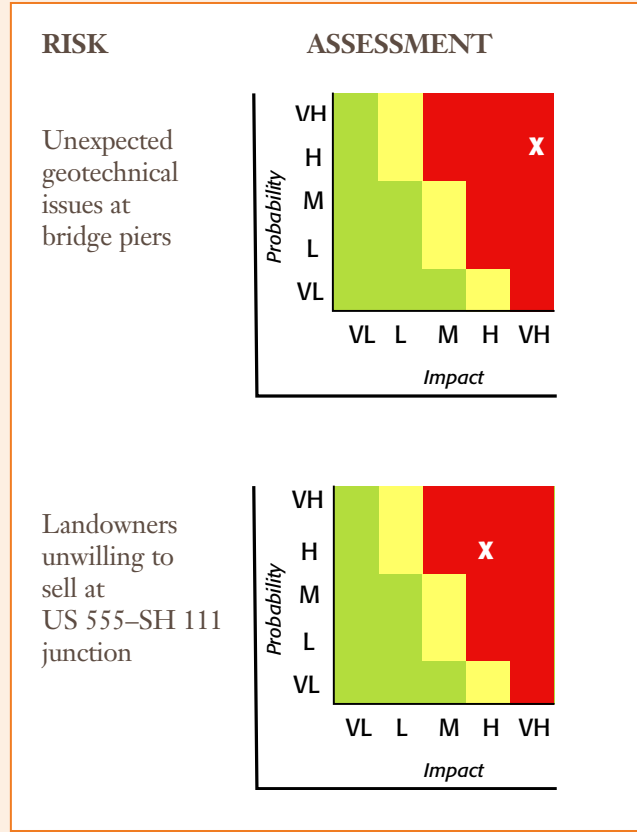 RISK ASSESSMENT
Unexpected
geotechnical
issues at
bridge piers
Probability
VH
H
M
L
VL
X
VL L M H VH
Impact
Landowners
unwilling to
sell at
US 555–SH 111
junction
Probability
VH
H
M
L
VL
X
VL L M H VH
Impact